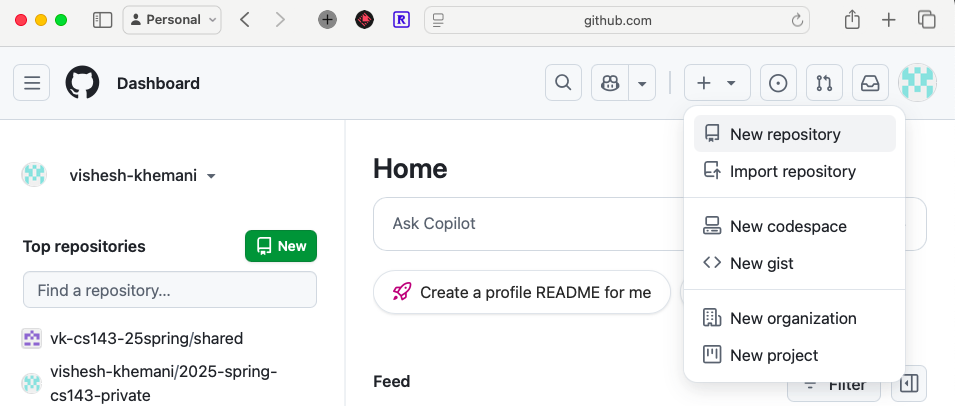 Personal
github.com
Dashboard
New repository
Import repository
New codespace
New gist
New organization
New project
vishesh-khemani
Top repositories
New
Find a repository...
vk-cs143-25spring/shared
vishesh-khemani/2025-spring-
cs143-private
Home
Ask Copilot
Create a profile README for me
Feed
Filter